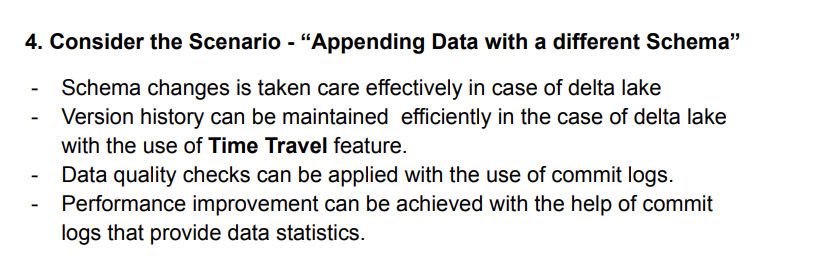 4. Consider the Scenario - “Appending Data with a different Schema”
- Schema changes is taken care effectively in case of delta lake
- Version history can be maintained efficiently in the case of delta lake
with the use of Time Travel feature.
- Data quality checks can be applied with the use of commit logs.
- Performance improvement can be achieved with the help of commit
logs that provide data statistics.